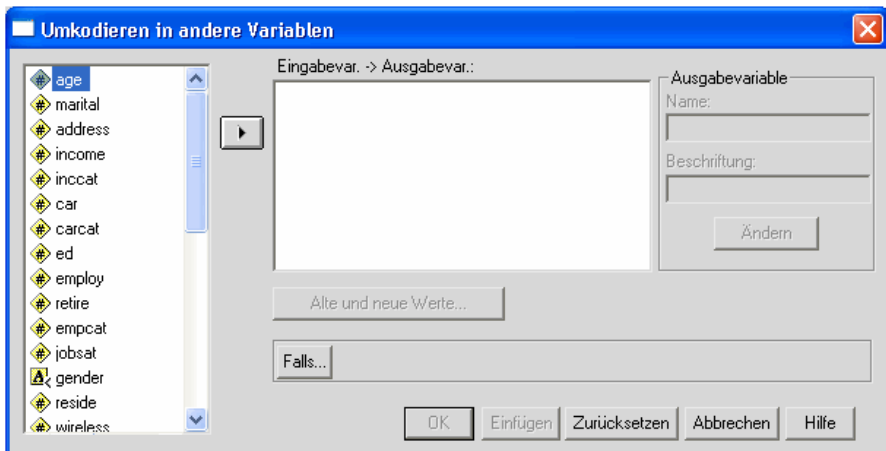 Umkodieren in andere Variablen
age
marital
address
income
inccat
car
carcat
ed
employ
retire
empcat
jobsat
gender
reside
wireless
Eingabevar. -> Ausgabevar.:
Ausgabevariable
Name:
Beschriftung:
Ändern
Alte und neue Werte...
Falls...
OK
Einfügen
Zurücksetzen
Abbrechen
Hilfe